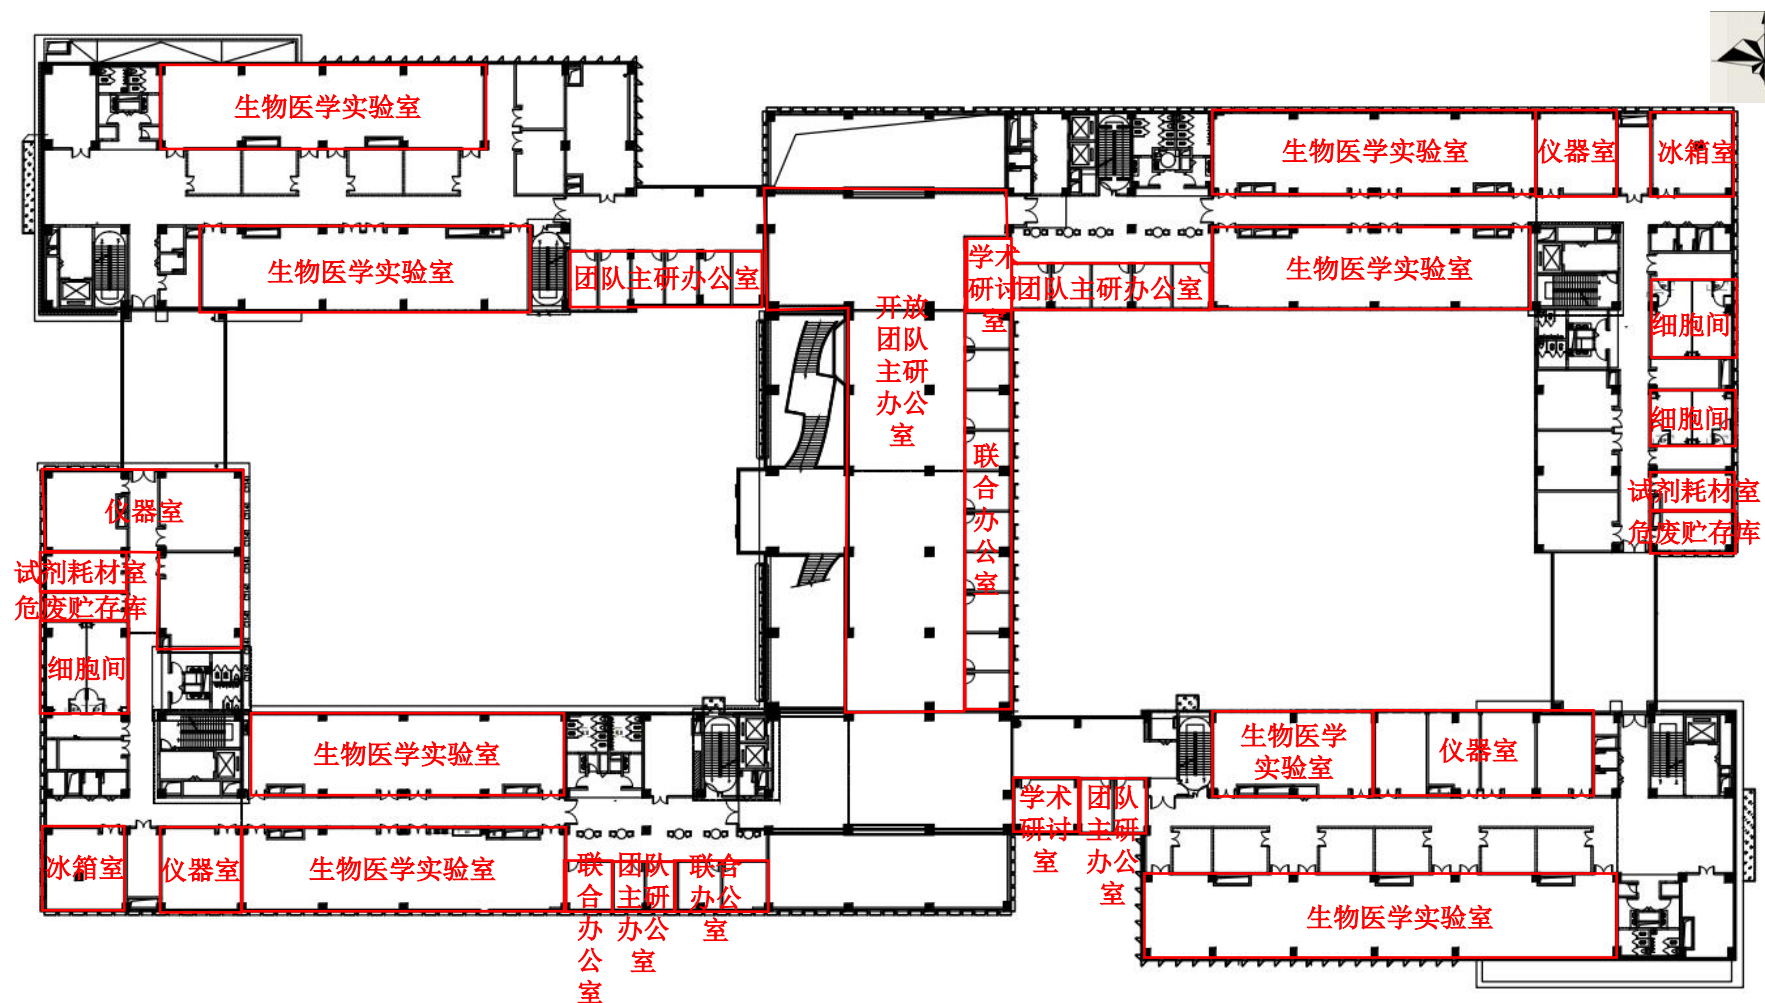 生物医学实验室
生物医学实验室
仪器室
冰箱室
生物医学实验室
团队主研办公室
学术
研讨
室
团队主研办公室
生物医学实验室
开放
团队
主研
办公
室
细胞间
细胞间
联
合
办
公
室
仪器室
试剂耗材室
危废贮存库
试剂耗材室
危废贮存库
细胞间
生物医学实验室
生物医学
实验室
仪器室
学术
研讨
室
团队
主研
办公
室
冰箱室
仪器室
生物医学实验室
联
合
办
公
室
团队
主研
办公
室
联合
办公
室
生物医学实验室